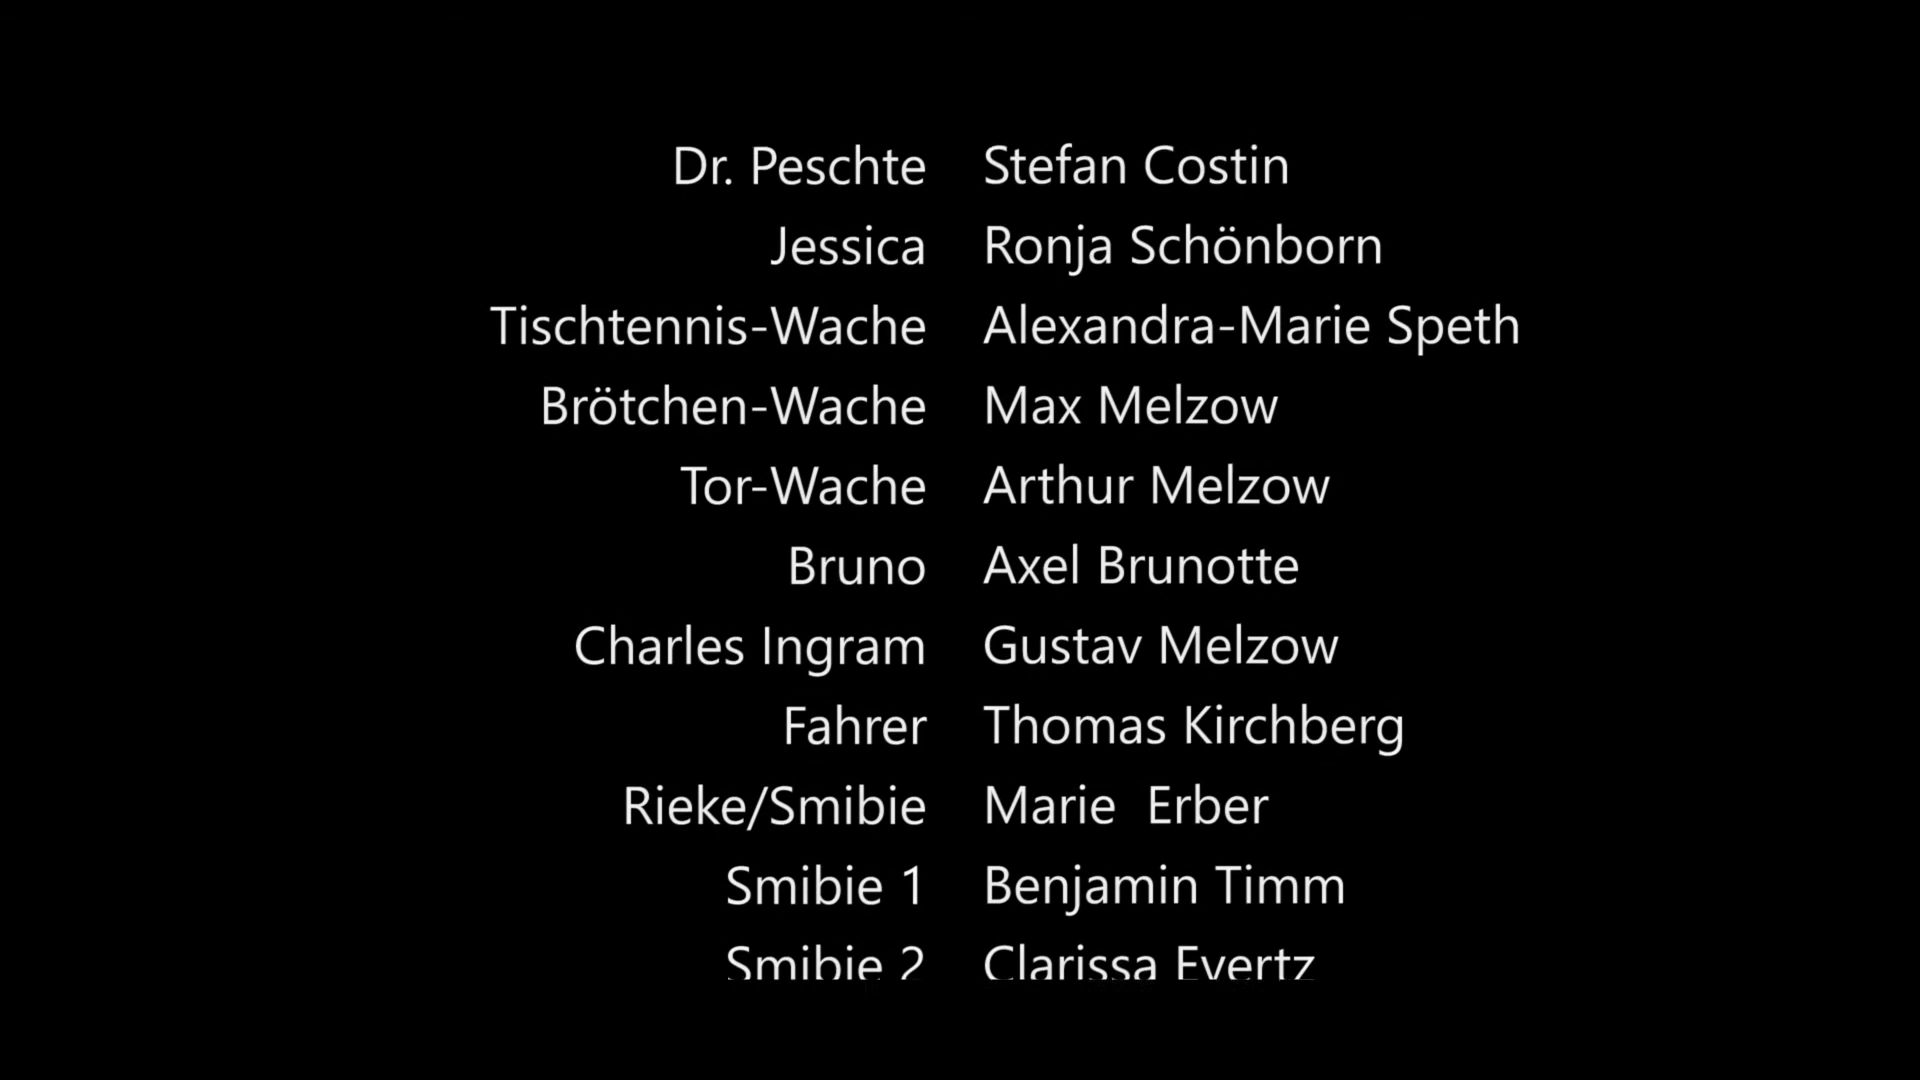 Dr. Peschte Stefan Costin
Jessica Ronja Schönborn
Tischtennis-Wache Alexandra-Marie Speth
Brötchen-Wache Max Melzow
Tor-Wache Arthur Melzow
Bruno Axel Brunotte
Charles Ingram Gustav Melzow
Fahrer Thomas Kirchberg
Rieke/Smibie Marie  Erber
Smibie 1 Benjamin Timm
Smibie 2 Clarissa Evertz